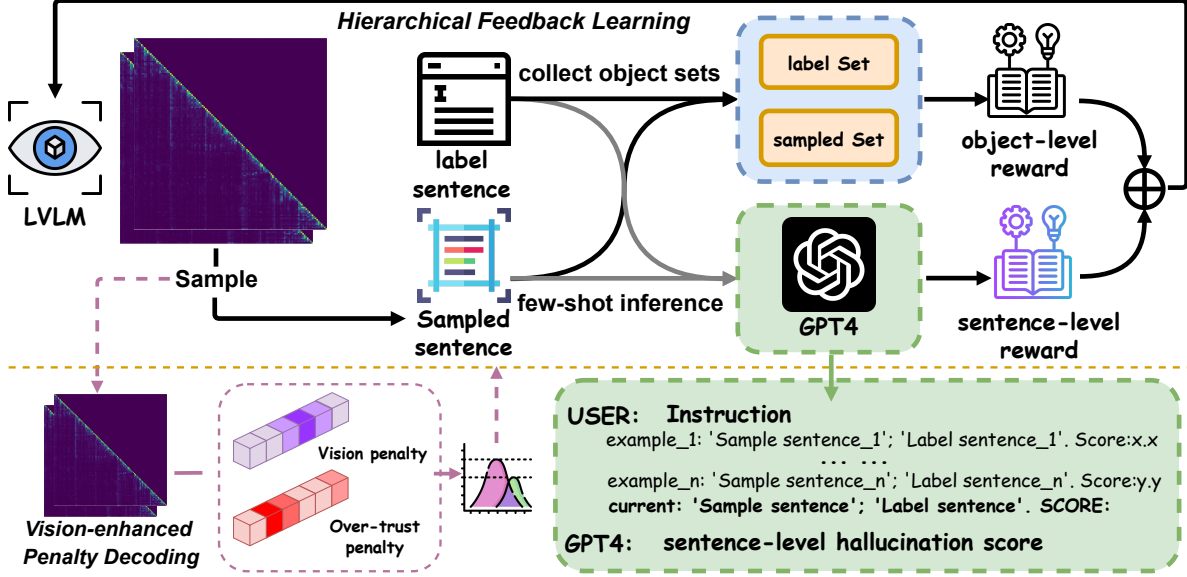 Hierarchical Feedback Learning
LVLM
Sample
label
sentence
Sampled
sentence
collect object sets
few-shot inference
label Set
sampled Set
GPT4
object-level
reward
sentence-level
reward
Vision-enhanced
Penalty Decoding
Vision penalty
Over-trust
penalty
USER: Instruction
example_1: 'Sample sentence_1'; 'Label sentence_1'. Score:x.x
... ...
example_n: 'Sample sentence_n'; 'Label sentence_n'. Score:y.y
current: 'Sample sentence'; 'Label sentence'. SCORE:
GPT4: sentence-level hallucination score